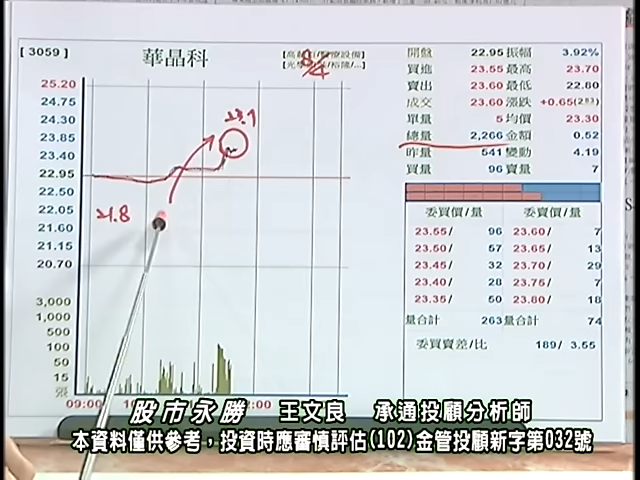 [ 3059 ]
華晶科
8/4
開盤 22.95 振幅 3.92%
買進 23.55 最高 23.70
賣出 23.60 最低 22.80
成交 23.60 漲跌 +0.65
單量 5 均價 23.30
總量 2,266 金額 0.52
昨量 541 變動 4.19
買量 96 賣量 7
25.20
24.75
24.30
23.85
23.40
22.95
22.50
22.05
21.60
21.15
20.70
23.7
21.8
3,000
1,000
500
100
50
15
張
09:00
委買價/量 委賣價/量
23.55/ 96 23.60/ 7
23.50/ 57 23.65/ 13
23.45/ 32 23.70/ 29
23.40/ 28 23.75/ 7
23.35/ 50 23.80/ 18
量合計 263 量合計 74
委買賣差/比 189/ 3.55
股市永勝 王文良 承通投顧分析師
本資料僅供參考，投資時應審慎評估(102)金管投顧新字第032號